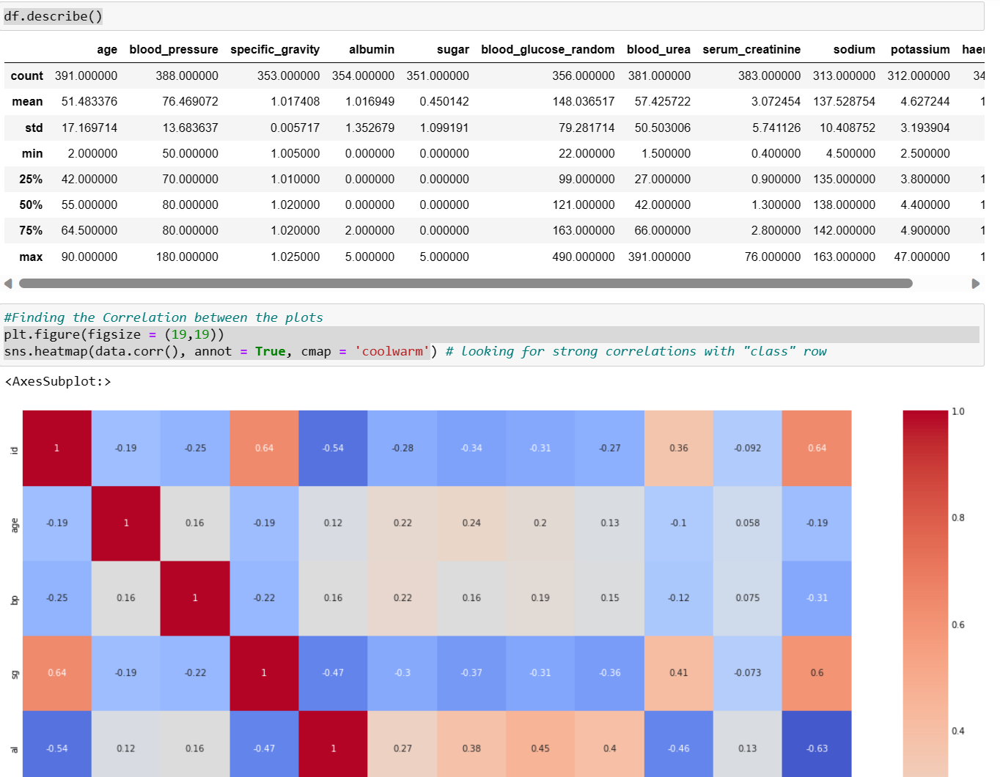 df.describe()
age blood_pressure specific_gravity albumin sugar blood_glucose_random blood_urea serum_creatinine sodium potassium haer
count 391.000000 388.000000 353.000000 354.000000 351.000000 356.000000 381.000000 383.000000 313.000000 312.000000 34
mean 51.483376 76.469072 1.017408 1.016949 0.450142 148.036517 57.425722 3.072454 137.528754 4.627244 1
std 17.169714 13.683637 0.005717 1.352679 1.099191 79.281714 50.503006 5.741126 10.408752 3.193904
min 2.000000 50.000000 1.005000 0.000000 0.000000 22.000000 1.500000 0.400000 4.500000 2.500000
25% 42.000000 70.000000 1.010000 0.000000 0.000000 99.000000 27.000000 0.900000 135.000000 3.800000 1
50% 55.000000 80.000000 1.020000 0.000000 0.000000 121.000000 42.000000 1.300000 138.000000 4.400000 1
75% 64.500000 80.000000 1.020000 2.000000 0.000000 163.000000 66.000000 2.800000 142.000000 4.900000 1
max 90.000000 180.000000 1.025000 5.000000 5.000000 490.000000 391.000000 76.000000 163.000000 47.000000 1
#Finding the Correlation between the plots
plt.figure(figsize = (19,19))
sns.heatmap(data.corr(), annot = True, cmap = 'coolwarm') # looking for strong correlations with "class" row
<AxesSubplot:>
id 1 -0.19 -0.25 0.64 -0.54 -0.28 -0.34 -0.31 -0.27 0.36 -0.092 0.64
age -0.19 1 0.16 -0.19 0.12 0.22 0.24 0.2 0.13 -0.1 0.058 -0.19
bp -0.25 0.16 1 -0.22 0.16 0.22 0.16 0.19 0.15 -0.12 0.075 -0.31
sg 0.64 -0.19 -0.22 1 -0.47 -0.3 -0.37 -0.31 -0.36 0.41 -0.073 0.6
al -0.54 0.12 0.16 -0.47 1 0.27 0.38 0.45 0.4 -0.46 0.13 -0.63
1.0
0.8
0.6
0.4